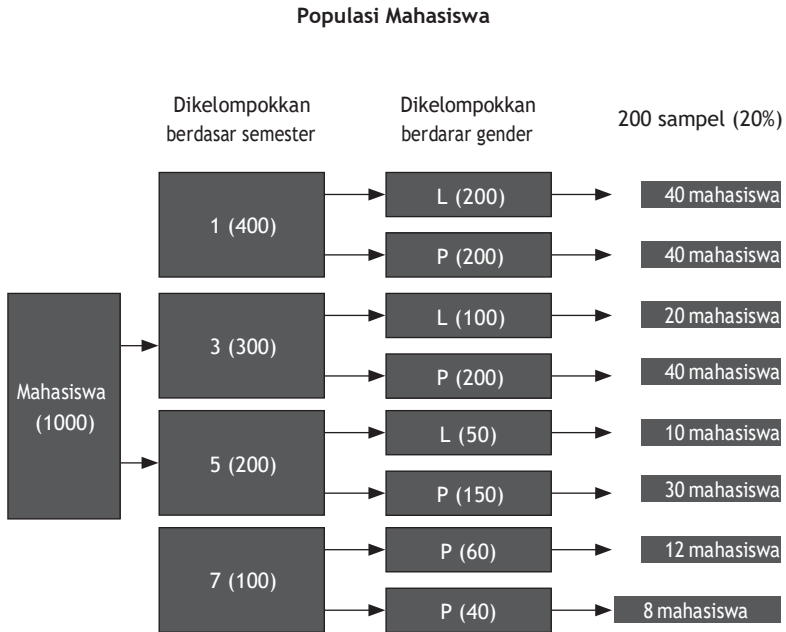 Populasi Mahasiswa
Dikelompokkan
berdasar semester
Dikelompokkan
berdarar gender
200 sampel (20%)
Mahasiswa
(1000)
1 (400)
L (200)
40 mahasiswa
P (200)
40 mahasiswa
3 (300)
L (100)
20 mahasiswa
P (200)
40 mahasiswa
5 (200)
L (50)
10 mahasiswa
P (150)
30 mahasiswa
7 (100)
P (60)
12 mahasiswa
P (40)
8 mahasiswa